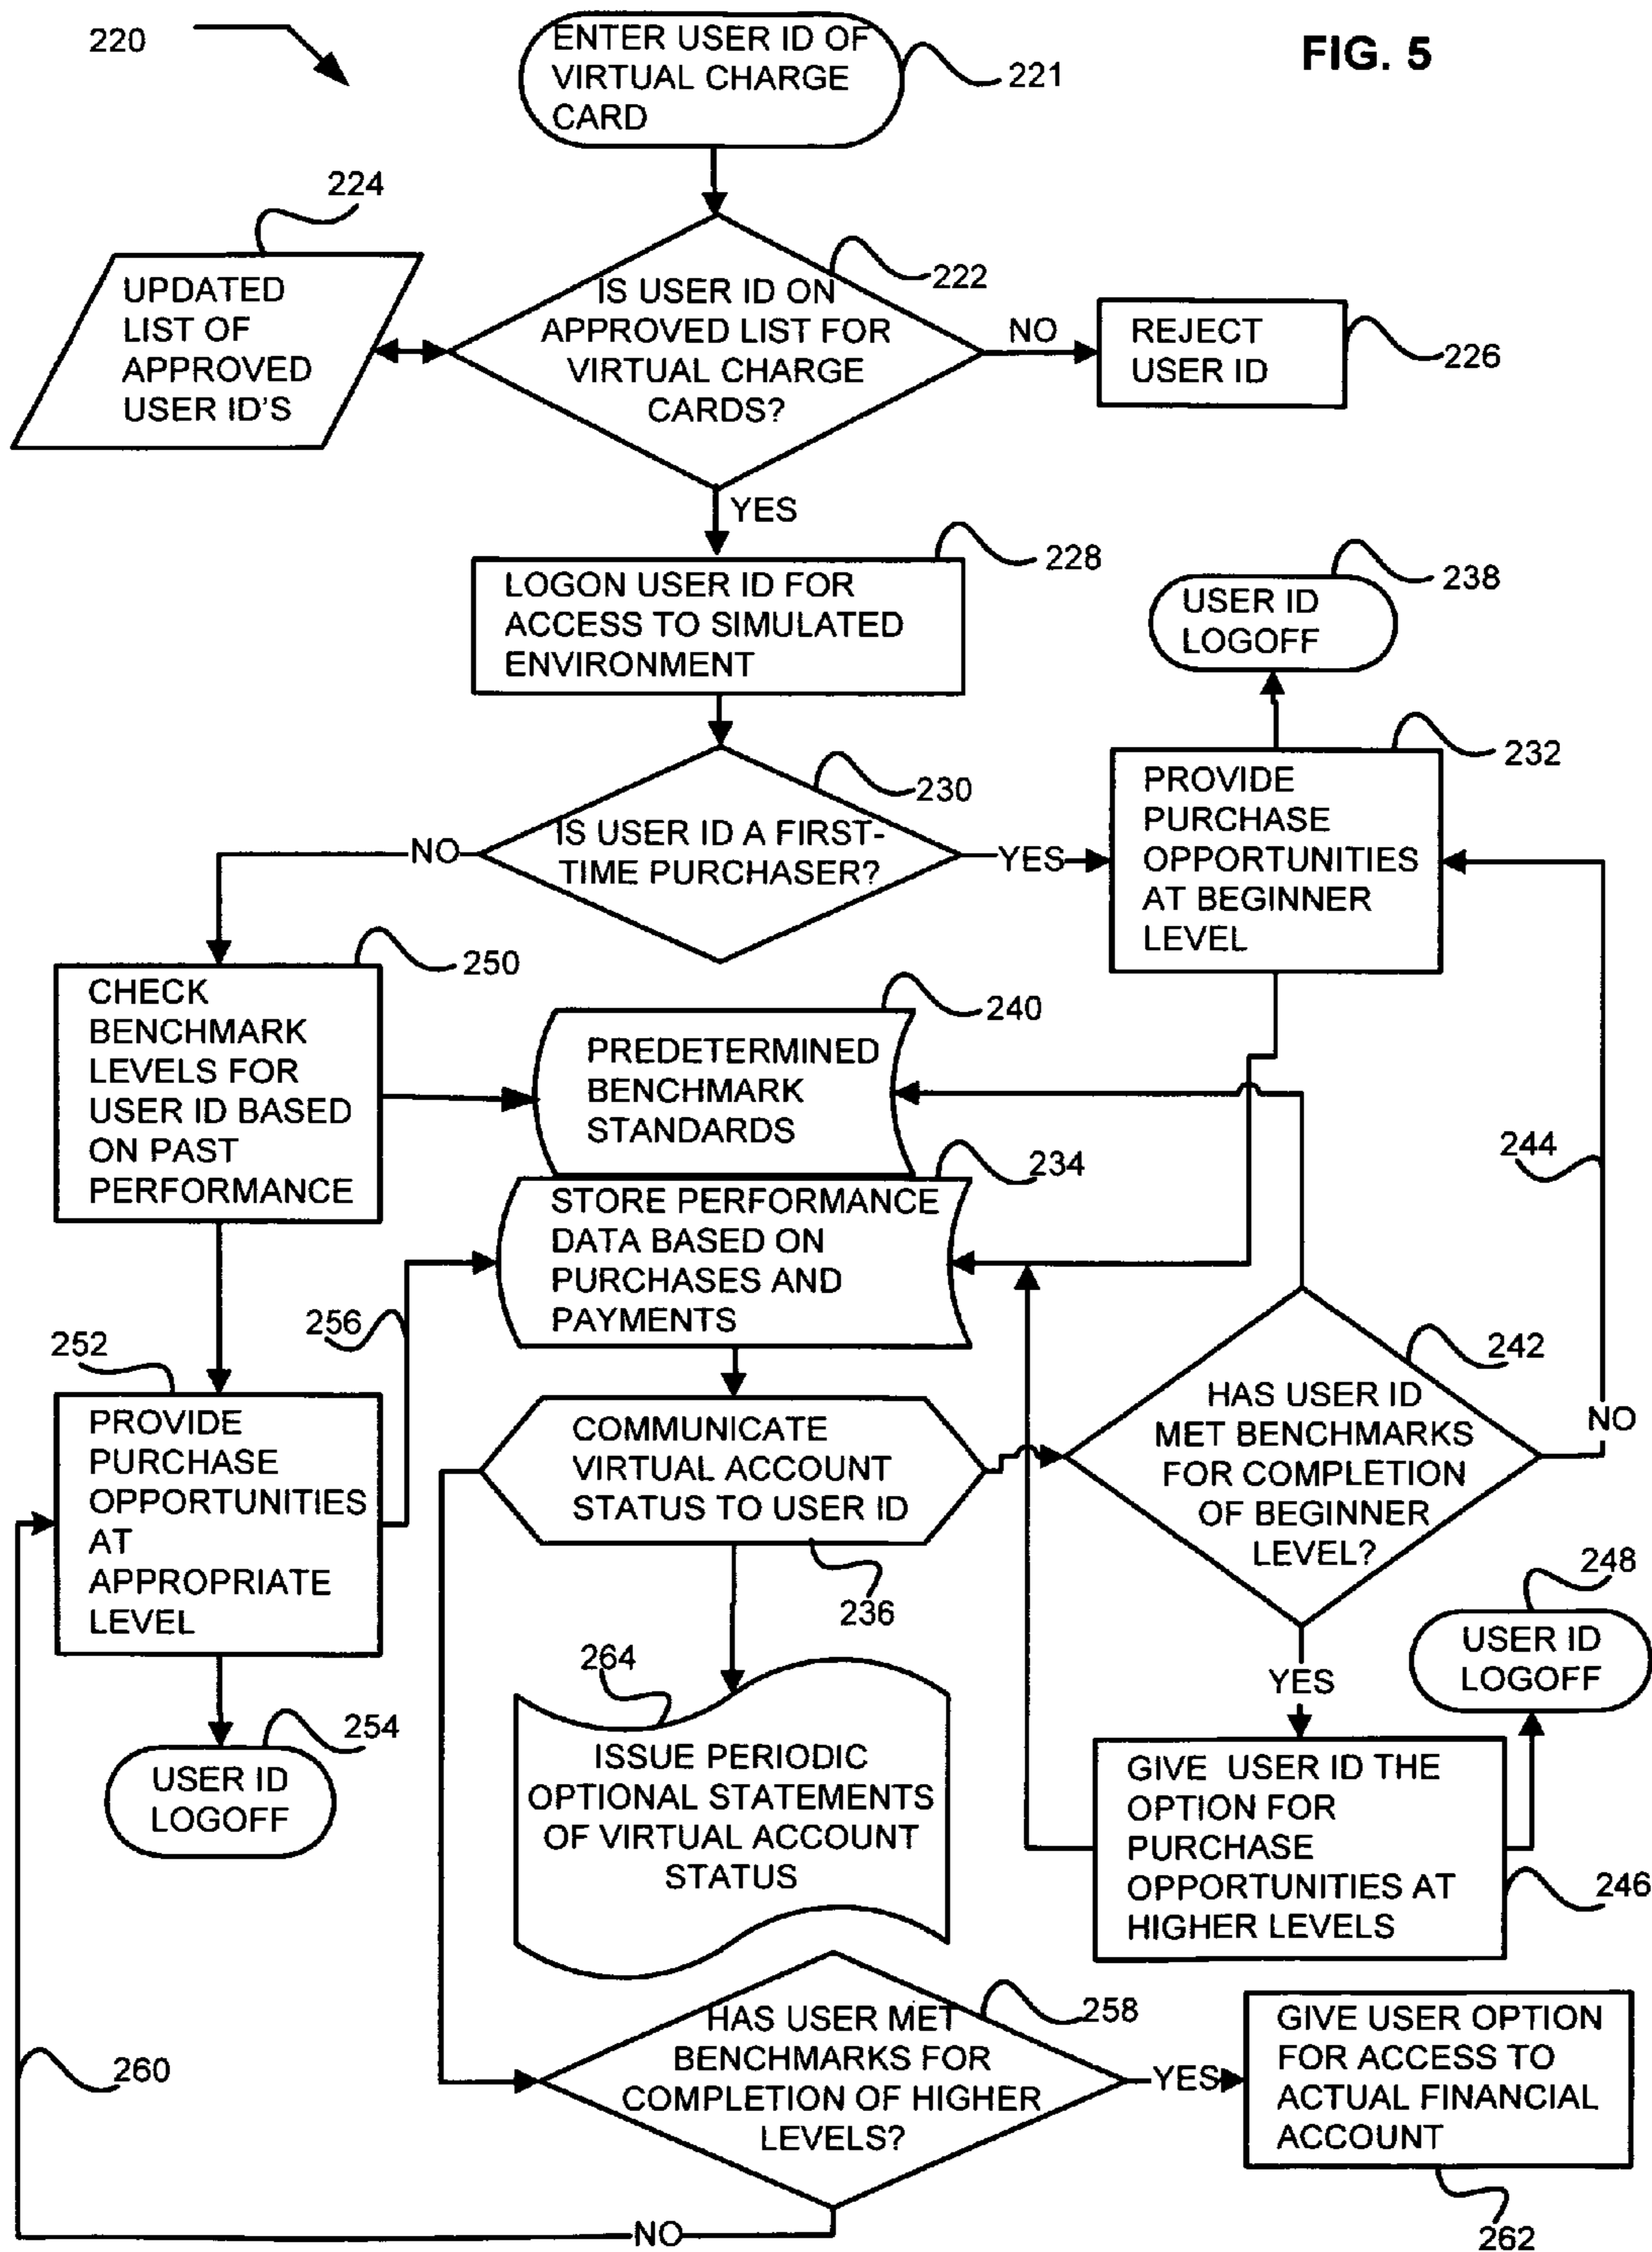 220
ENTER USER ID OF
VIRTUAL CHARGE
CARD
221
FIG. 5
224
UPDATED
LIST OF
APPROVED
USER ID'S
IS USER ID ON
APPROVED LIST FOR
VIRTUAL CHARGE
CARDS?
222
NO
REJECT
USER ID
226
YES
LOGON USER ID FOR
ACCESS TO SIMULATED
ENVIRONMENT
228
USER ID
LOGOFF
238
IS USER ID A FIRST-
TIME PURCHASER?
230
NO
YES
PROVIDE
PURCHASE
OPPORTUNITIES
AT BEGINNER
LEVEL
232
CHECK
BENCHMARK
LEVELS FOR
USER ID BASED
ON PAST
PERFORMANCE
250
PREDETERMINED
BENCHMARK
STANDARDS
240
STORE PERFORMANCE
DATA BASED ON
PURCHASES AND
PAYMENTS
234
244
256
252
PROVIDE
PURCHASE
OPPORTUNITIES
AT
APPROPRIATE
LEVEL
COMMUNICATE
VIRTUAL ACCOUNT
STATUS TO USER ID
236
HAS USER ID
MET BENCHMARKS
FOR COMPLETION
OF BEGINNER
LEVEL?
242
NO
YES
248
USER ID
LOGOFF
254
USER ID
LOGOFF
264
ISSUE PERIODIC
OPTIONAL STATEMENTS
OF VIRTUAL ACCOUNT
STATUS
GIVE USER ID THE
OPTION FOR
PURCHASE
OPPORTUNITIES AT
HIGHER LEVELS
246
HAS USER MET
BENCHMARKS FOR
COMPLETION OF HIGHER
LEVELS?
258
YES
GIVE USER OPTION
FOR ACCESS TO
ACTUAL FINANCIAL
ACCOUNT
262
260
NO